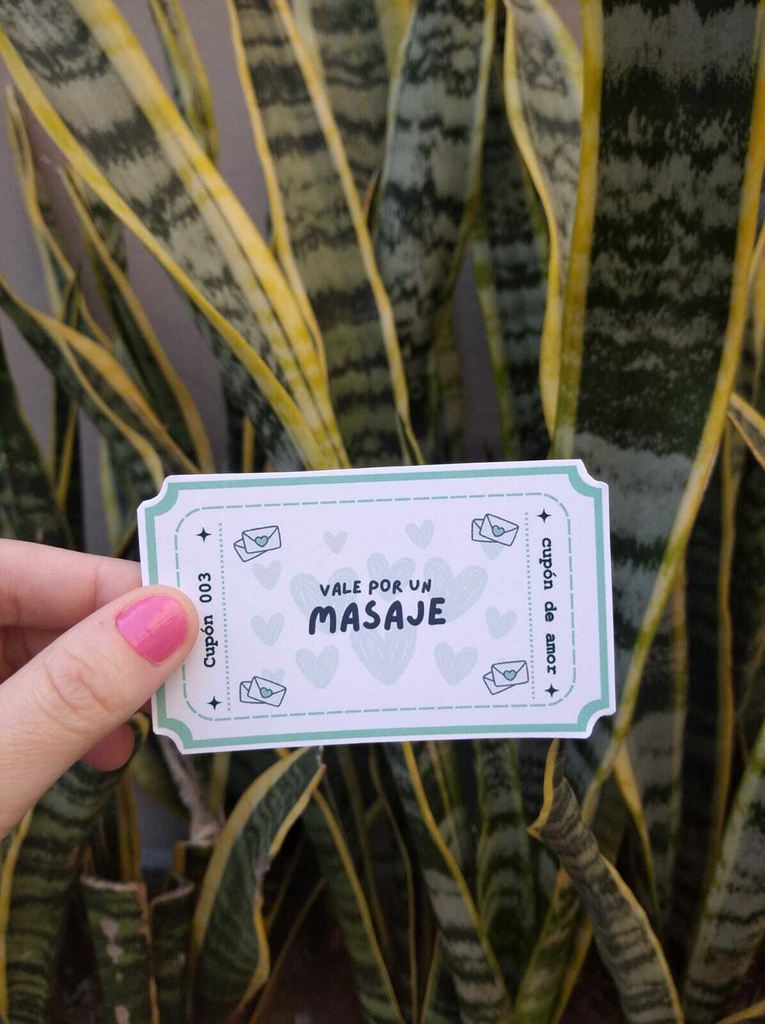 Cupón 003
VALE POR UN
MASAJE
cupón de amor